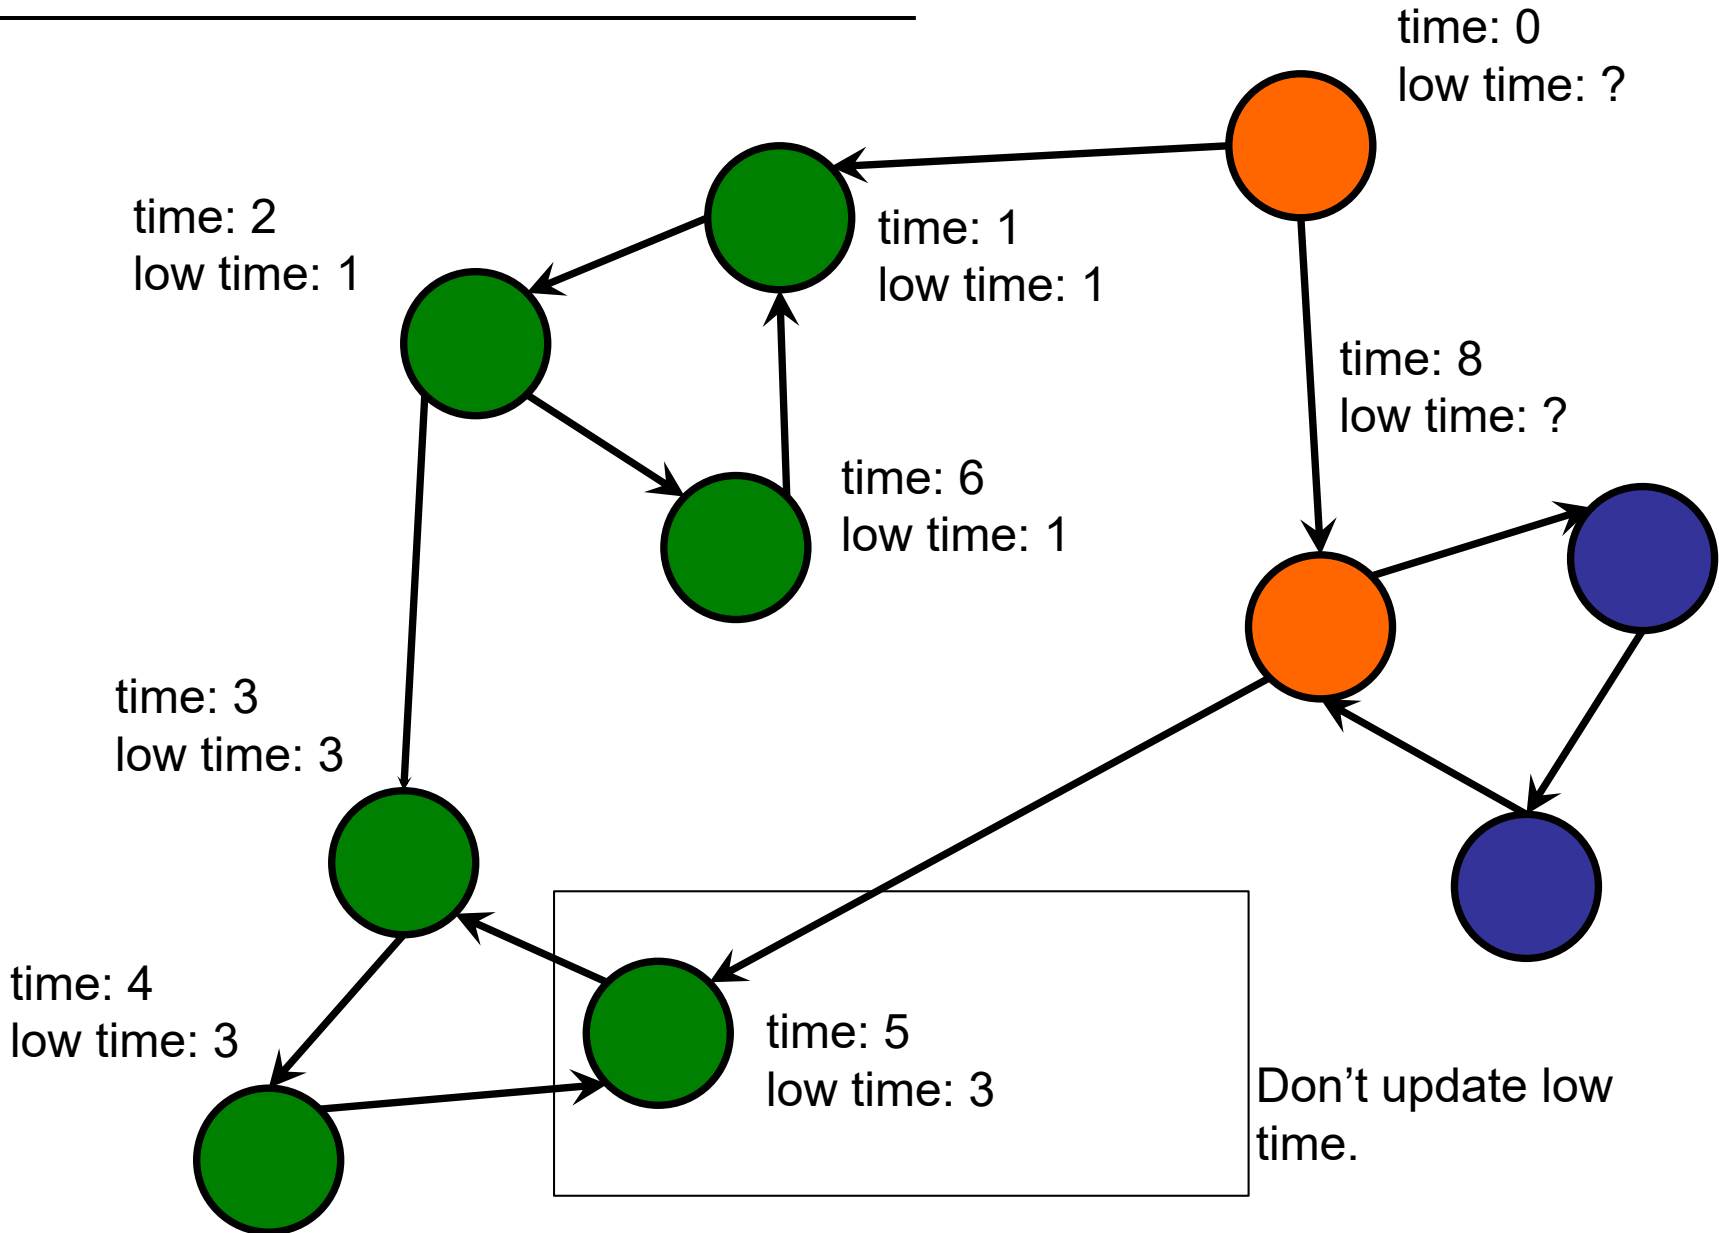 time: 0
low time: ?
time: 2
low time: 1
time: 1
low time: 1
time: 8
low time: ?
time: 6
low time: 1
time: 3
low time: 3
time: 4
low time: 3
time: 5
low time: 3
Don’t update low
time.